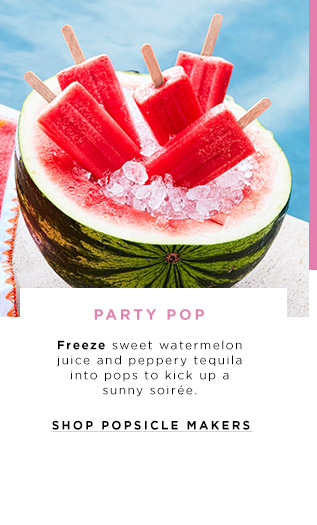 PARTY POP
Freeze sweet watermelon
juice and peppery tequila
into pops to kick up a
sunny soirée.
SHOP POPSICLE MAKERS